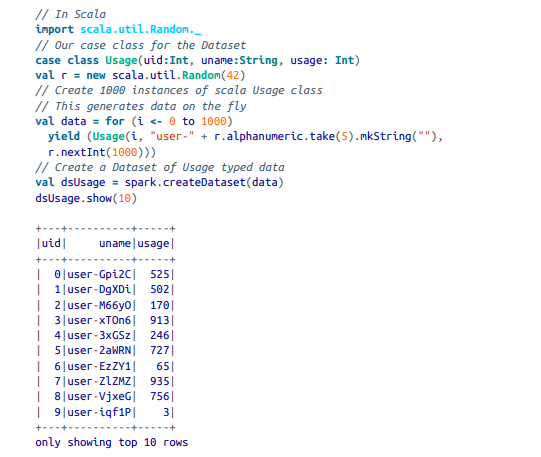 // In Scala
import scala.util.Random._
// Our case class for the Dataset
case class Usage(uid:Int, uname:String, usage: Int)
val r = new scala.util.Random(42)
// Create 1000 instances of scala Usage class
// This generates data on the fly
val data = for (i <- 0 to 1000)
  yield (Usage(i, "user-" + r.alphanumeric.take(5).mkString(""),
  r.nextInt(1000)))
// Create a Dataset of Usage typed data
val dsUsage = spark.createDataset(data)
dsUsage.show(10)
+---+----------+-----+
|uid|     uname|usage|
+---+----------+-----+
|  0|user-Gpi2C|  525|
|  1|user-DgXDi|  502|
|  2|user-M66yO|  170|
|  3|user-xTOn6|  913|
|  4|user-3xGSz|  246|
|  5|user-2aWRN|  727|
|  6|user-EzZY1|   65|
|  7|user-ZlZMZ|  935|
|  8|user-VjxeG|  756|
|  9|user-iqf1P|    3|
+---+----------+-----+
only showing top 10 rows